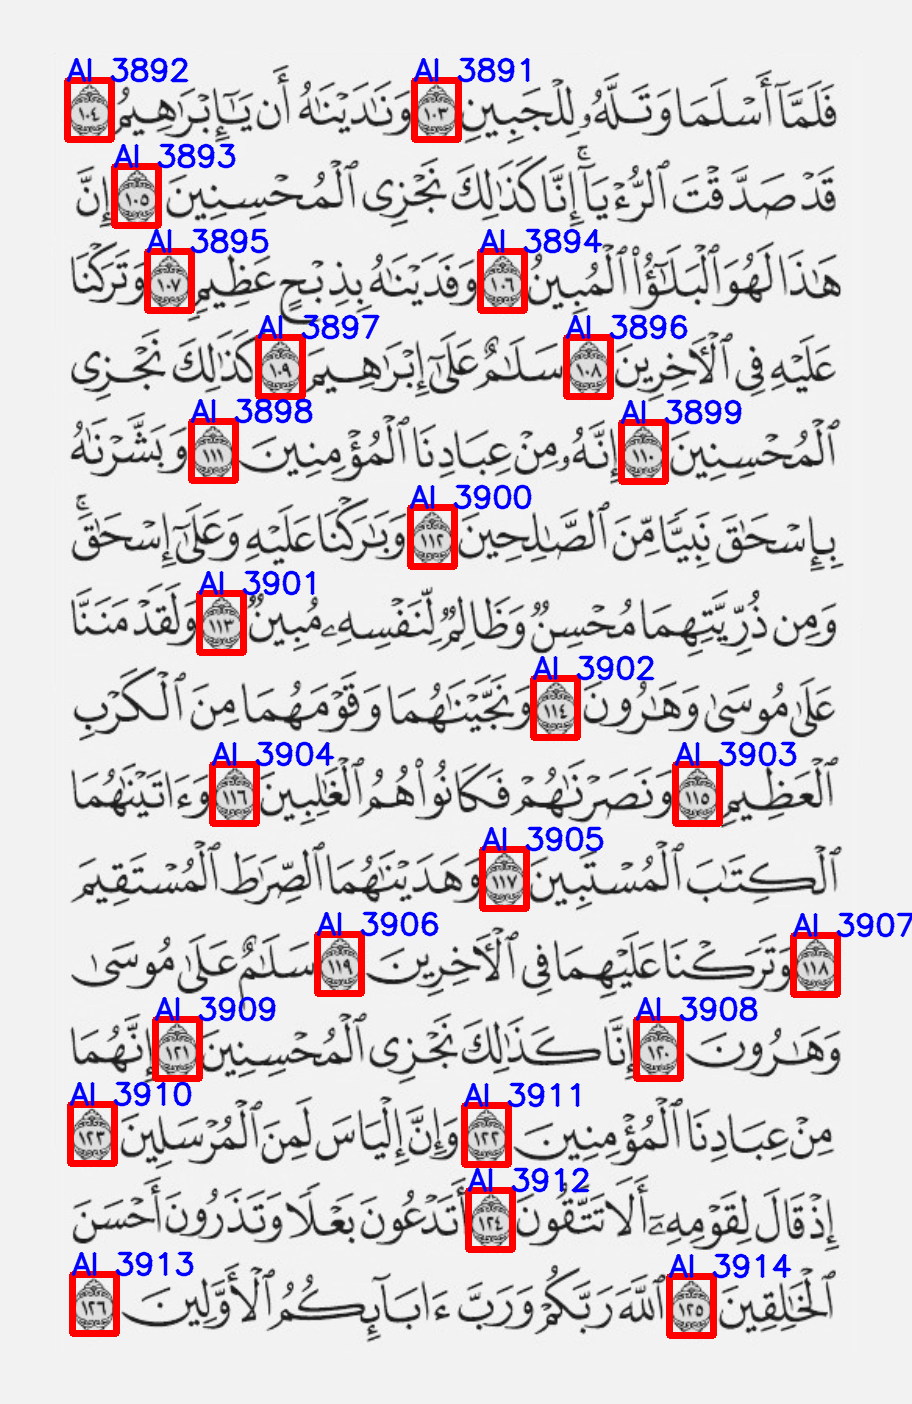 AI_3892 AI_3891
فَلَمَّآ أَسْلَمَا وَتَلَّهُۥ لِلْجَبِينِ ١٠٣ وَنَٰدَيْنَٰهُ أَن يَٰٓإِبْرَٰهِيمُ ١٠٤
AI_3893
قَدْ صَدَّقْتَ ٱلرُّءْيَآ ۚ إِنَّا كَذَٰلِكَ نَجْزِى ٱلْمُحْسِنِينَ ١٠٥ إِنَّ
AI_3895 AI_3894
هَٰذَا لَهُوَ ٱلْبَلَٰٓؤُا۟ ٱلْمُبِينُ ١٠٦ وَفَدَيْنَٰهُ بِذِبْحٍ عَظِيمٍ ١٠٧ وَتَرَكْنَا
AI_3897 AI_3896
عَلَيْهِ فِى ٱلْءَاخِرِينَ ١٠٨ سَلَٰمٌ عَلَىٰٓ إِبْرَٰهِيمَ ١٠٩ كَذَٰلِكَ نَجْزِى
AI_3898 AI_3899
ٱلْمُحْسِنِينَ ١١٠ إِنَّهُۥ مِنْ عِبَادِنَا ٱلْمُؤْمِنِينَ ١١١ وَبَشَّرْنَٰهُ
AI_3900
بِإِسْحَٰقَ نَبِيًّا مِّنَ ٱلصَّٰلِحِينَ ١١٢ وَبَٰرَكْنَا عَلَيْهِ وَعَلَىٰٓ إِسْحَٰقَ ۚ
AI_3901
وَمِن ذُرِّيَّتِهِمَا مُحْسِنٌ وَظَالِمٌ لِّنَفْسِهِۦ مُبِينٌ ١١٣ وَلَقَدْ مَنَنَّا
AI_3902
عَلَىٰ مُوسَىٰ وَهَٰرُونَ ١١٤ وَنَجَّيْنَٰهُمَا وَقَوْمَهُمَا مِنَ ٱلْكَرْبِ
AI_3904 AI_3903
ٱلْعَظِيمِ ١١٥ وَنَصَرْنَٰهُمْ فَكَانُوا۟ هُمُ ٱلْغَٰلِبِينَ ١١٦ وَءَاتَيْنَٰهُمَا
AI_3905
ٱلْكِتَٰبَ ٱلْمُسْتَبِينَ ١١٧ وَهَدَيْنَٰهُمَا ٱلصِّرَٰطَ ٱلْمُسْتَقِيمَ
AI_3906 AI_3907
١١٨ وَتَرَكْنَا عَلَيْهِمَا فِى ٱلْءَاخِرِينَ ١١٩ سَلَٰمٌ عَلَىٰ مُوسَىٰ
AI_3909 AI_3908
وَهَٰرُونَ ١٢٠ إِنَّا كَذَٰلِكَ نَجْزِى ٱلْمُحْسِنِينَ ١٢١ إِنَّهُمَا
AI_3910 AI_3911
مِنْ عِبَادِنَا ٱلْمُؤْمِنِينَ ١٢٢ وَإِنَّ إِلْيَاسَ لَمِنَ ٱلْمُرْسَلِينَ ١٢٣
AI_3912
إِذْ قَالَ لِقَوْمِهِۦٓ أَلَا تَتَّقُونَ ١٢٤ أَتَدْعُونَ بَعْلًا وَتَذَرُونَ أَحْسَنَ
AI_3913 AI_3914
ٱلْخَٰلِقِينَ ١٢٥ ٱللَّهَ رَبَّكُمْ وَرَبَّ ءَابَآئِكُمُ ٱلْأَوَّلِينَ ١٢٦